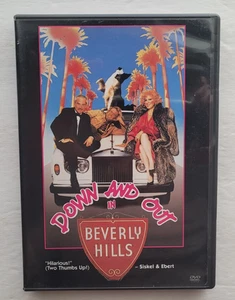 DOWN AND OUT
IN
BEVERLY
HILLS
"Hilarious!"
(Two Thumbs Up!)
– Siskel & Ebert
DVD